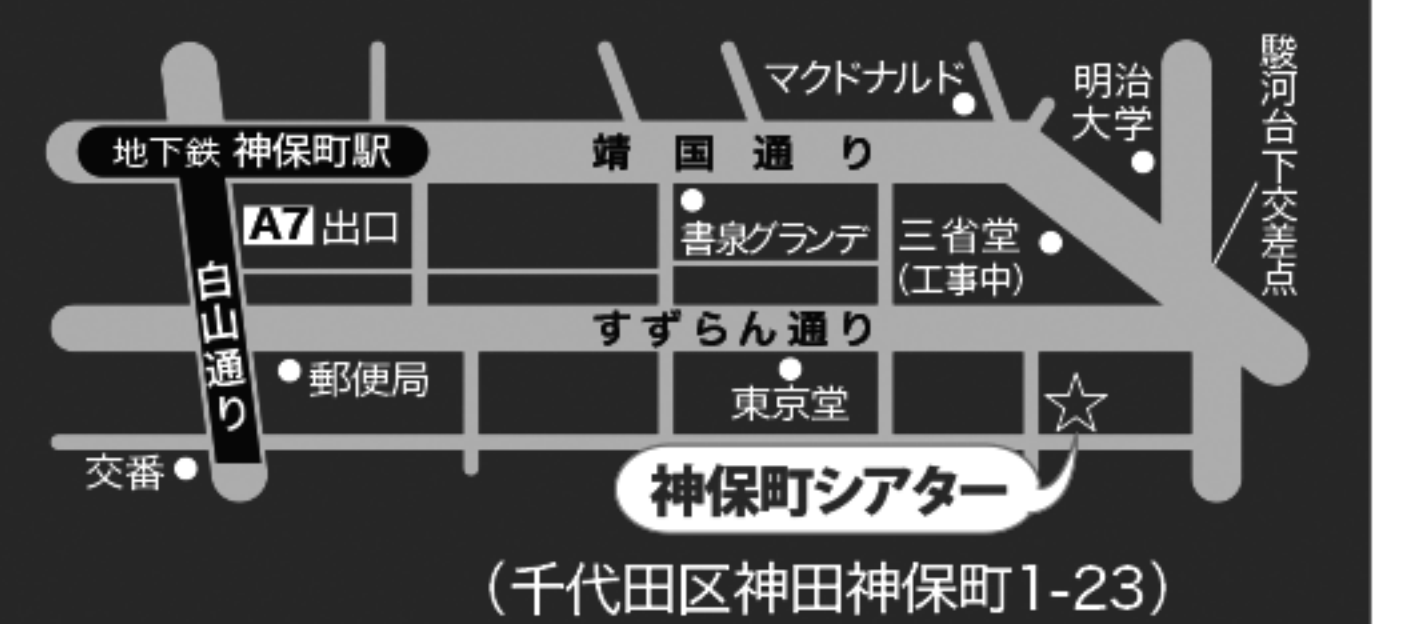 マクドナルド
明治
大学
駿河台下交差点
地下鉄 神保町駅
靖国通り
A7 出口
書泉グランデ
三省堂
（工事中）
白山通り
すずらん通り
郵便局
東京堂
交番
神保町シアター
（千代田区神田神保町1-23）